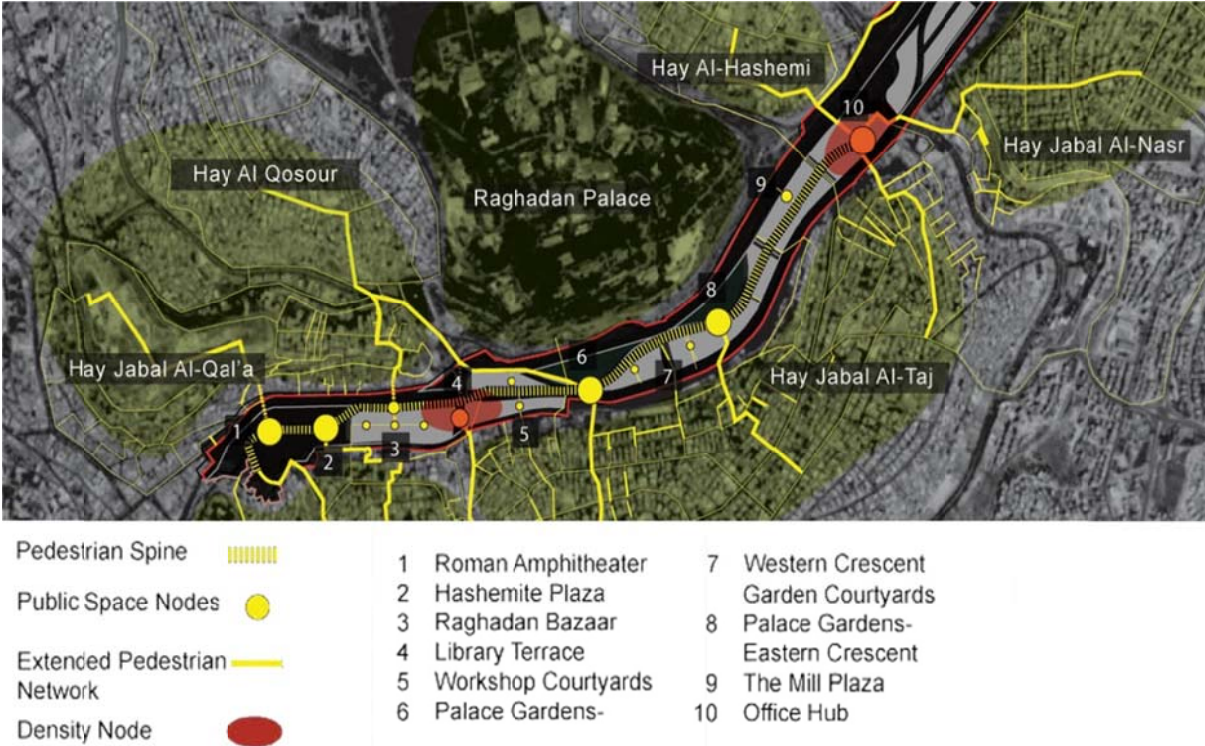 Hay Al-Hashemi
10
Hay Jabal Al-Nasr
Hay Al Qosour
Raghadan Palace
9
8
Hay Jabal Al-Qal'a
6
4
7
Hay Jabal Al-Taj
1
2
3
5
Pedestrian Spine
Public Space Nodes
Extended Pedestrian
Network
Density Node
1 Roman Amphitheater
2 Hashemite Plaza
3 Raghadan Bazaar
4 Library Terrace
5 Workshop Courtyards
6 Palace Gardens-
7 Western Crescent
Garden Courtyards
8 Palace Gardens-
Eastern Crescent
9 The Mill Plaza
10 Office Hub